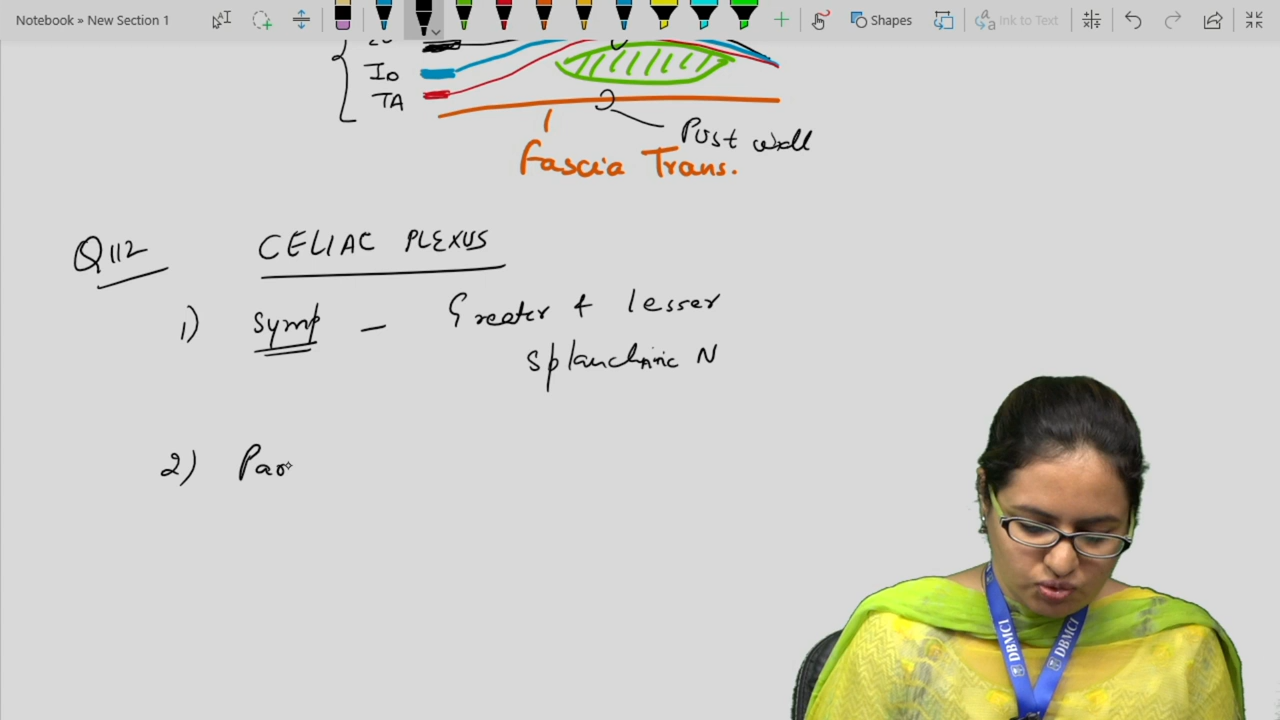 Notebook » New Section 1
Shapes
Ink to Text
IO
TA
Post wall
Fascia Trans.
Q112 CELIAC PLEXUS
1) Symp – Greater & lesser
Splanchnic N
2) Par
DBMCI
DBMCI